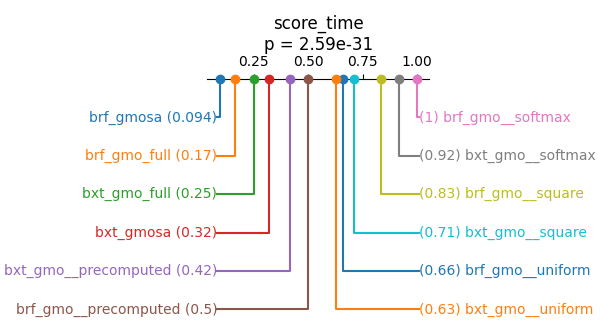 score_time
p = 2.59e-31
0.25 0.50 0.75 1.00
brf_gmosa (0.094)
(1) brf_gmo__softmax
brf_gmo_full (0.17)
(0.92) bxt_gmo__softmax
bxt_gmo_full (0.25)
(0.83) brf_gmo__square
bxt_gmosa (0.32)
(0.71) bxt_gmo__square
bxt_gmo__precomputed (0.42)
(0.66) brf_gmo__uniform
brf_gmo__precomputed (0.5)
(0.63) bxt_gmo__uniform